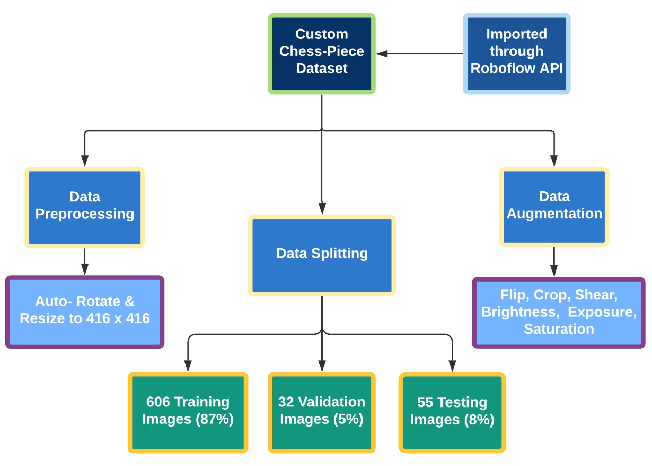 Custom
Chess-Piece
Dataset
Imported
through
Roboflow API
Data
Preprocessing
Data Splitting
Data
Augmentation
Auto- Rotate &
Resize to 416 x 416
Flip, Crop, Shear,
Brightness, Exposure,
Saturation
606 Training
Images (87%)
32 Validation
Images (5%)
55 Testing
Images (8%)